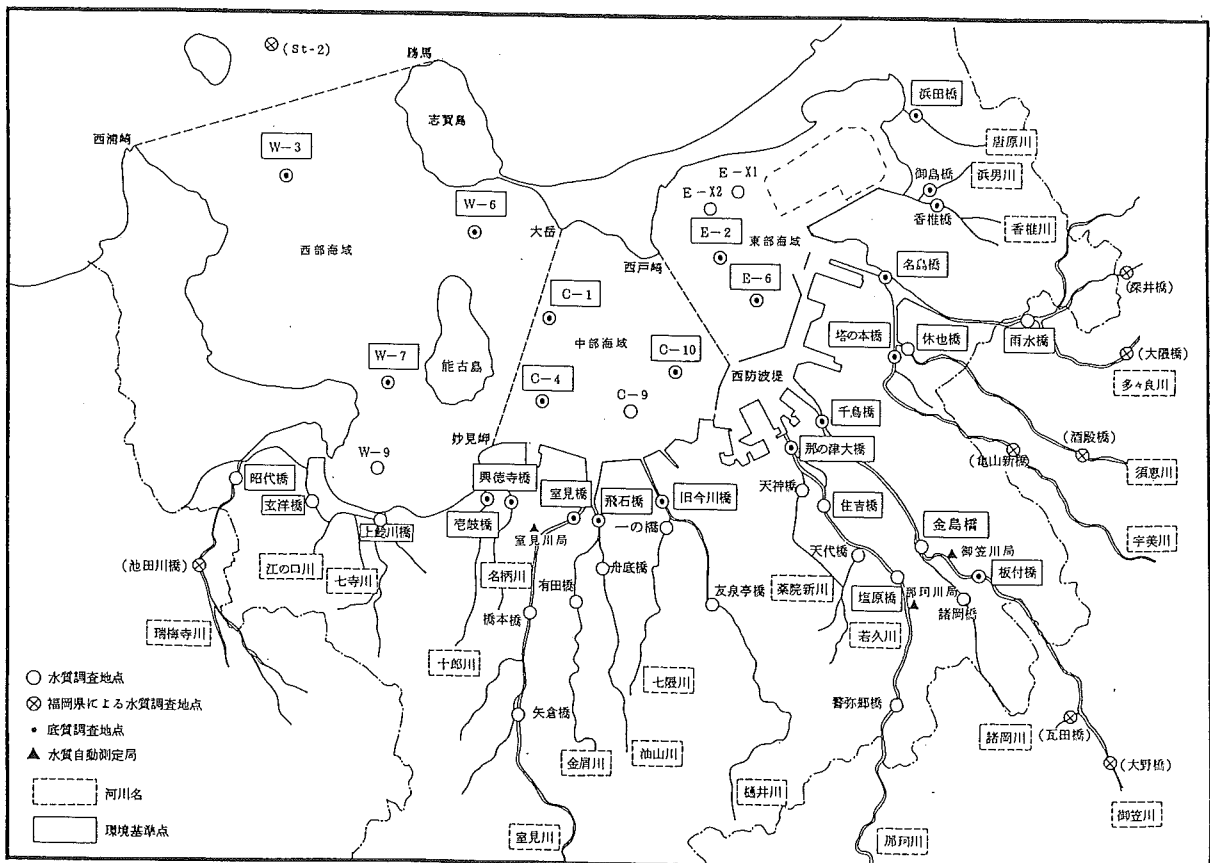 (St-2)
勝馬
志賀島
西浦崎
W-3
W-6
大岳
西部海域
W-7
能古島
W-9
妙見岬
C-1
中部海域
C-4
C-10
C-9
西戸崎
E-X1
E-X2
E-2
東部海域
E-6
西防波堤
浜田橋
唐原川
御島橋
浜男川
香椎橋
香椎川
名島橋
(深井橋)
雨水橋
(大隈橋)
多々良川
塔の本橋
休也橋
(酒殿橋)
須恵川
(亀山新橋)
宇美川
千鳥橋
那の津大橋
天神橋
住吉橋
金島橋
御笠川局
板付橋
天代橋
塩原橋
那珂川局
諸岡橋
薬院新川
若久川
警弥郷橋
諸岡川
(瓦田橋)
(大野橋)
御笠川
那珂川
昭代橋
玄洋橋
上鯰川橋
(池田川橋)
江の口川
七寺川
瑞梅寺川
興徳寺橋
壱岐橋
室見橋
室見川局
飛石橋
旧今川橋
一の橋
名柄川
有田橋
舟底橋
友泉亭橋
橋本橋
十郎川
七隈川
矢倉橋
金屑川
油山川
樋井川
室見川
水質調査地点
福岡県による水質調査地点
底質調査地点
水質自動測定局
河川名
環境基準点